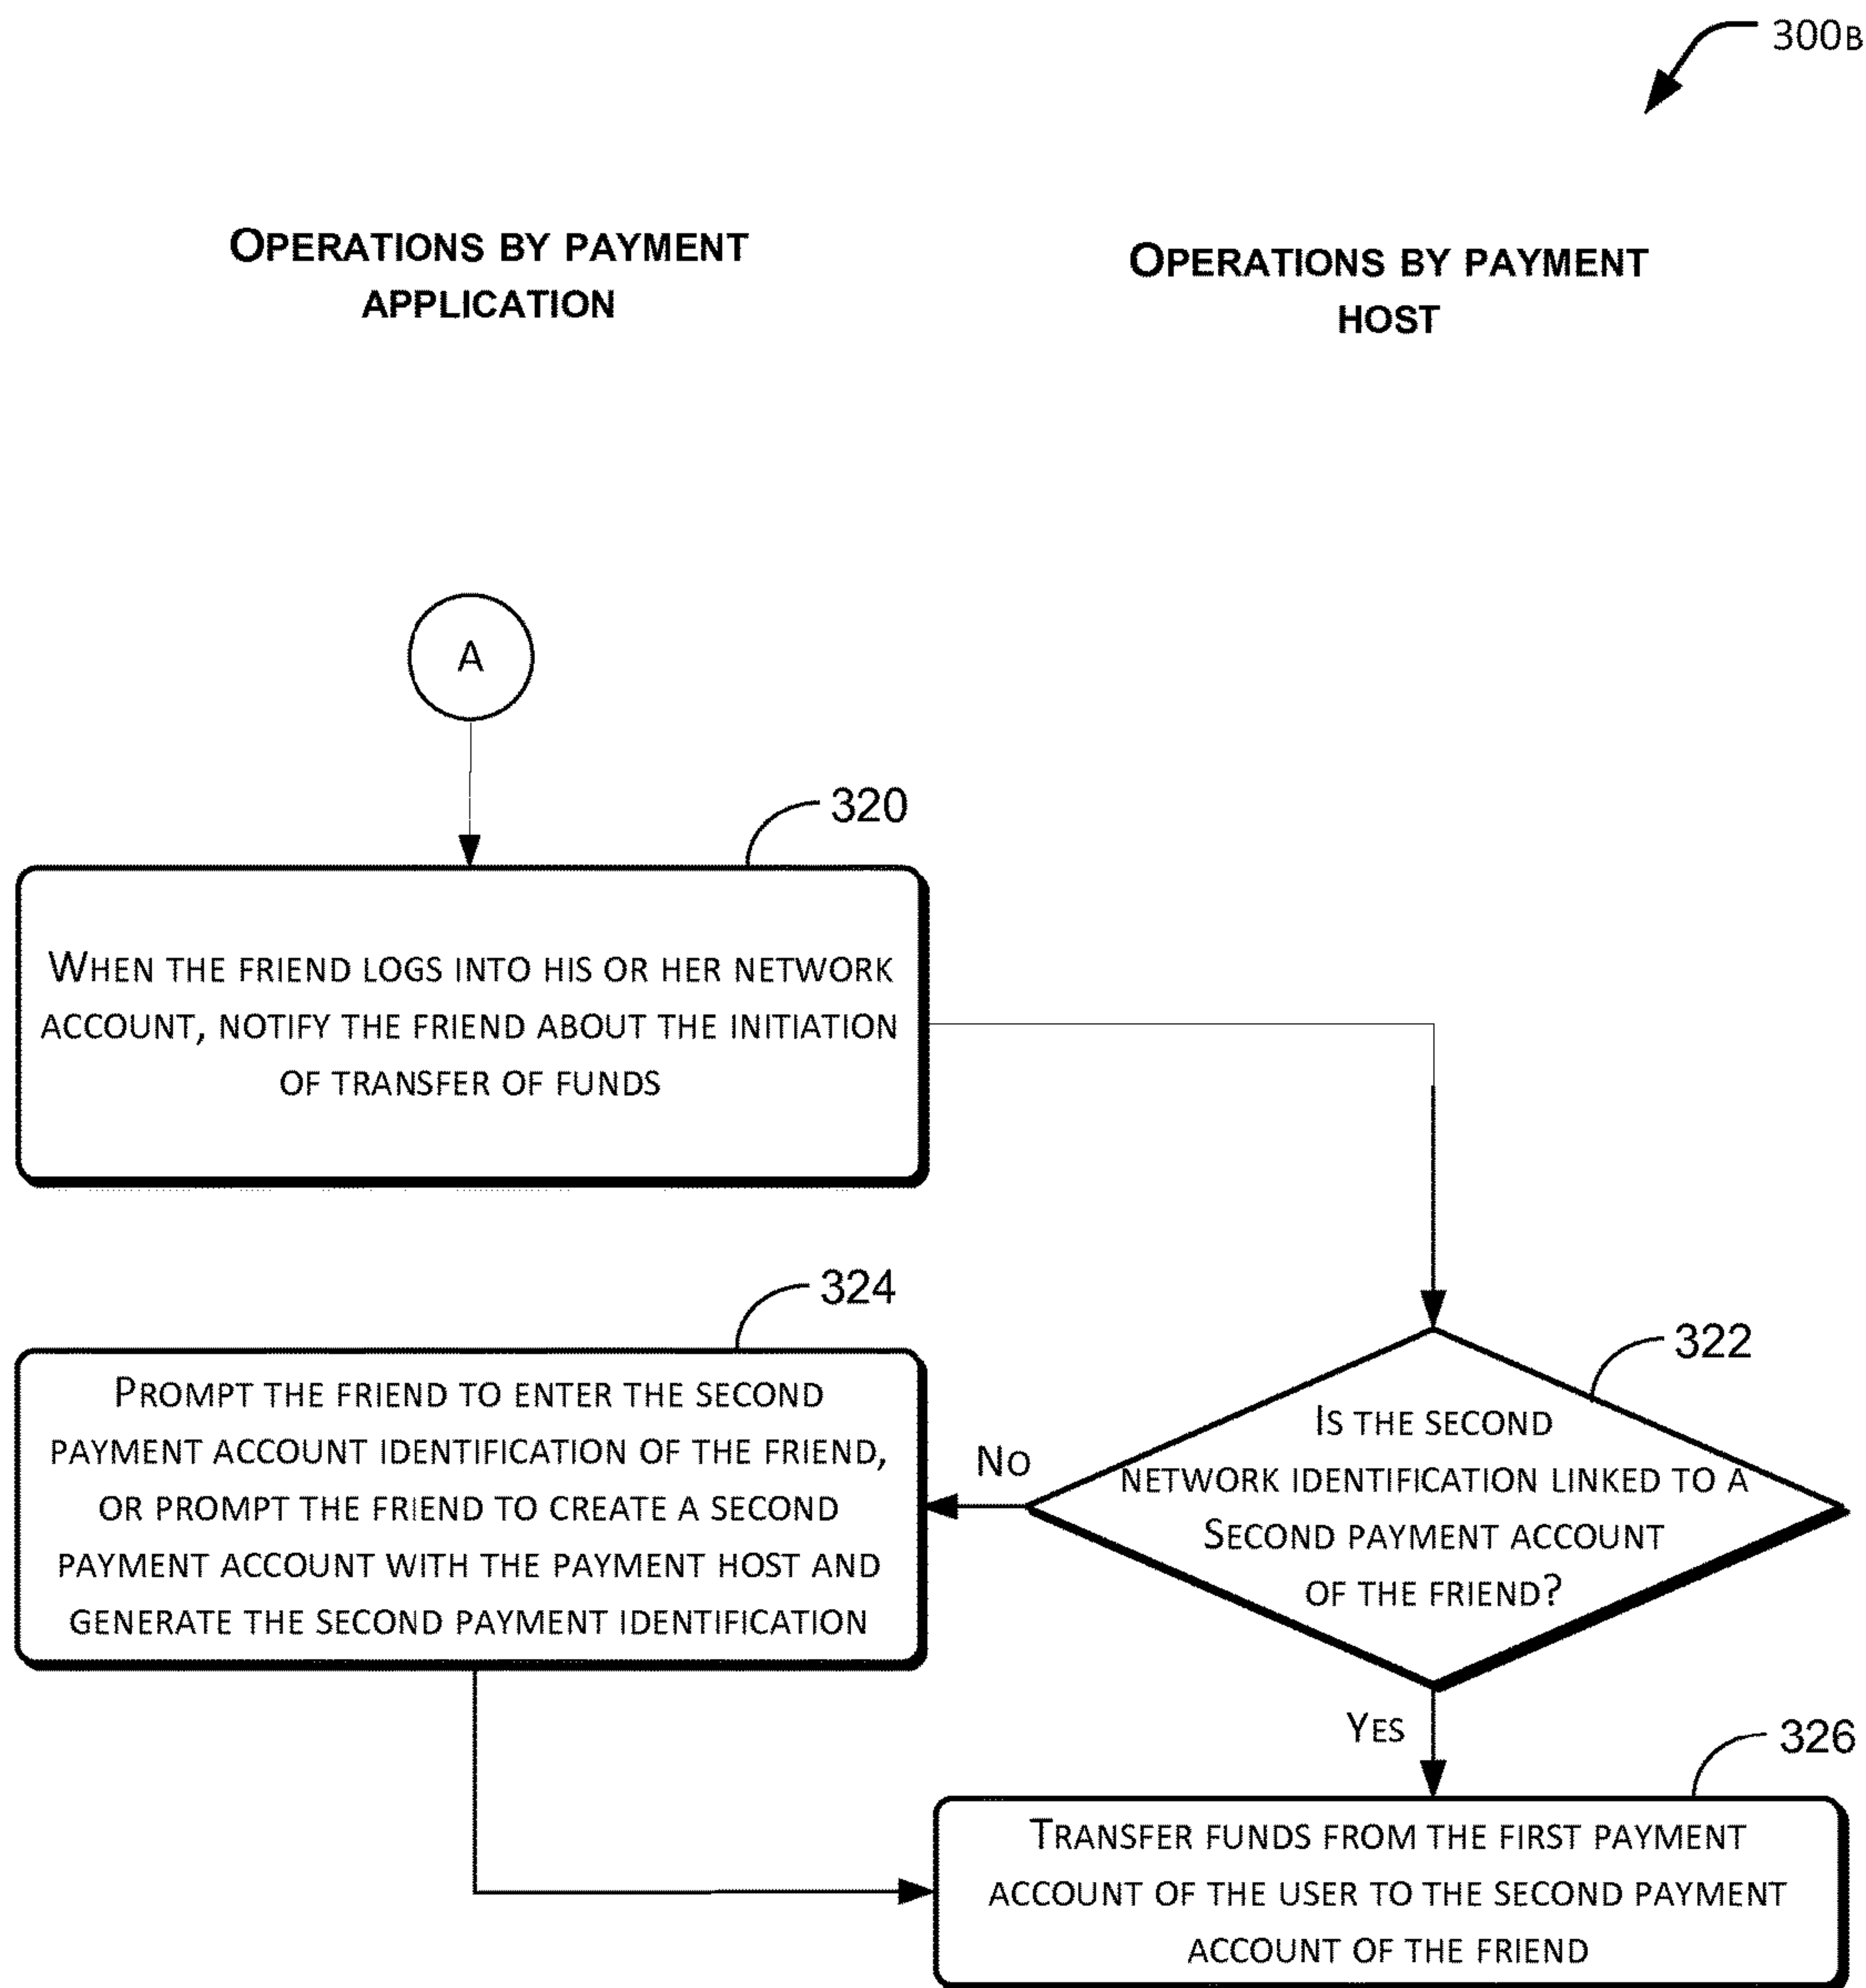 300B
OPERATIONS BY PAYMENT
APPLICATION
OPERATIONS BY PAYMENT
HOST
A
320
WHEN THE FRIEND LOGS INTO HIS OR HER NETWORK
ACCOUNT, NOTIFY THE FRIEND ABOUT THE INITIATION
OF TRANSFER OF FUNDS
324
PROMPT THE FRIEND TO ENTER THE SECOND
PAYMENT ACCOUNT IDENTIFICATION OF THE FRIEND,
OR PROMPT THE FRIEND TO CREATE A SECOND
PAYMENT ACCOUNT WITH THE PAYMENT HOST AND
GENERATE THE SECOND PAYMENT IDENTIFICATION
NO
322
IS THE SECOND
NETWORK IDENTIFICATION LINKED TO A
SECOND PAYMENT ACCOUNT
OF THE FRIEND?
YES
326
TRANSFER FUNDS FROM THE FIRST PAYMENT
ACCOUNT OF THE USER TO THE SECOND PAYMENT
ACCOUNT OF THE FRIEND